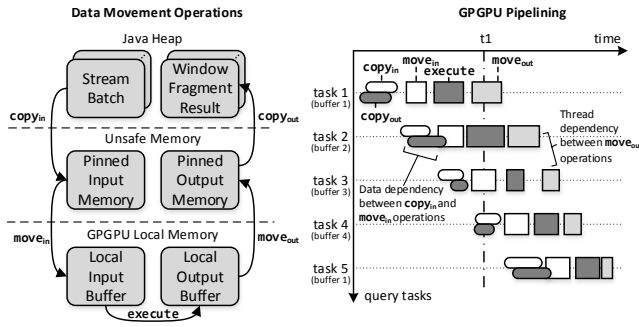 Data Movement Operations
Java Heap
Stream
Batch
Window
Fragment
Result
copyin
copyout
Unsafe Memory
Pinned
Input
Memory
Pinned
Output
Memory
movein
moveout
GPGPU Local Memory
Local
Input
Buffer
Local
Output
Buffer
execute
GPGPU Pipelining
t1
time
copyin
movein
execute
moveout
task 1
(buffer 1)
copyout
task 2
(buffer 2)
Thread
dependency
between moveout
operations
task 3
(buffer 3)
Data dependency
between copyin and
movein operations
task 4
(buffer 4)
task 5
(buffer 1)
query tasks